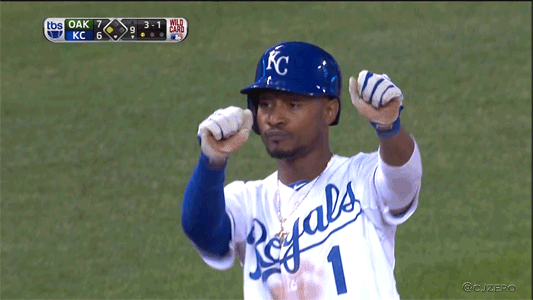 tbs OAK 7 3-1 WILD CARD
KC 6 9
KC
Royals
1
@CJZERO